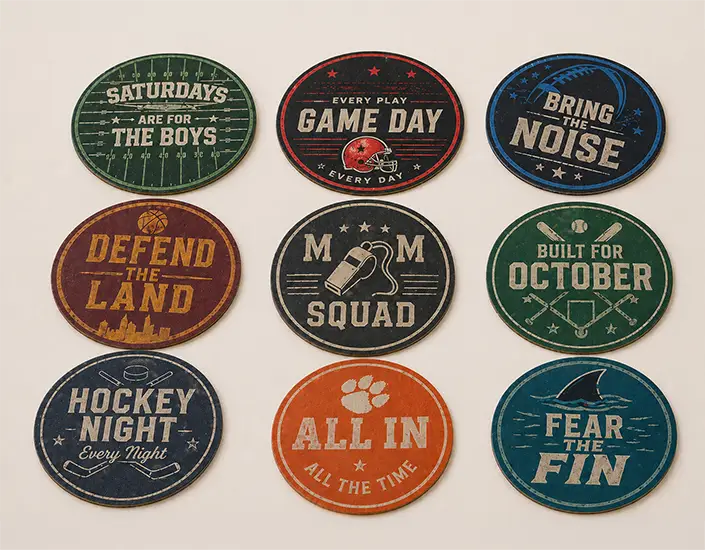 SATURDAYS
ARE FOR
THE BOYS
EVERY PLAY
GAME DAY
EVERY DAY
BRING
THE
NOISE
DEFEND
THE
LAND
M M
SQUAD
BUILT FOR
OCTOBER
HOCKEY
NIGHT
Every Night
ALL IN
ALL THE TIME
FEAR
THE
FIN